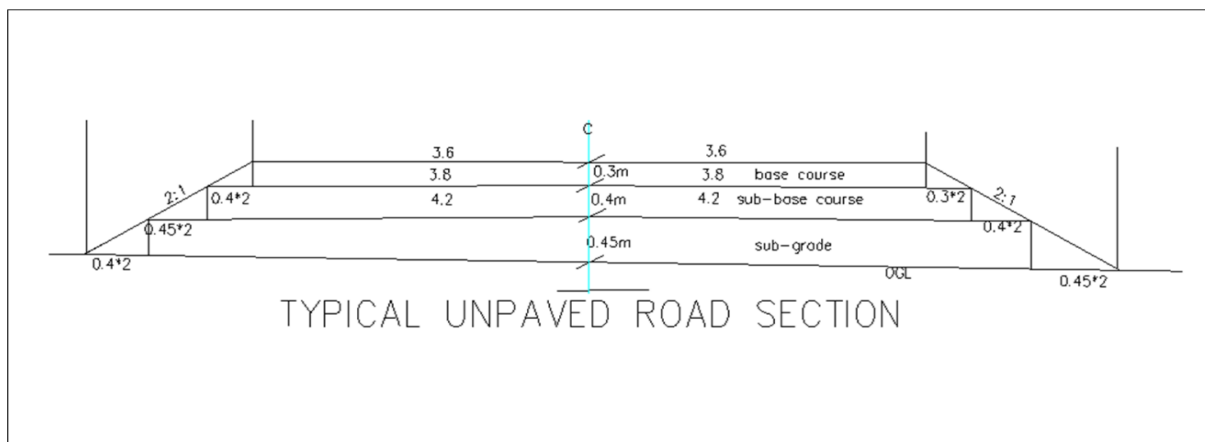 C
3.6 3.6
3.8 0.3m 3.8 base course
2:1 0.4*2 4.2 0.4m 4.2 sub-base course 0.3*2 2:1
0.45*2 0.4*2
0.45m sub-grade
0.4*2 OGL 0.45*2
TYPICAL UNPAVED ROAD SECTION